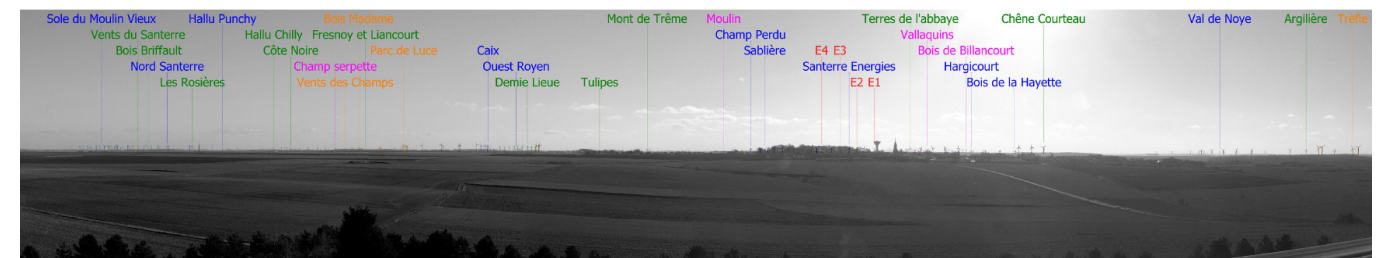 Sole du Moulin Vieux Hallu Punchy Bois Madame Mont de Trême Moulin Terres de l'abbaye Chêne Courteau Val de Noye Argilière Trèfle
Vents du Santerre Hallu Chilly Fresnoy et Liancourt Champ Perdu Vallaquins
Bois Briffault Côte Noire Parc de Luce Caix Sablière E4 E3 Bois de Billancourt
Nord Santerre Champ serpette Ouest Royen Santerre Energies Hargicourt
Les Rosières Vents des Champs Demie Lieue Tulipes E2 E1 Bois de la Hayette